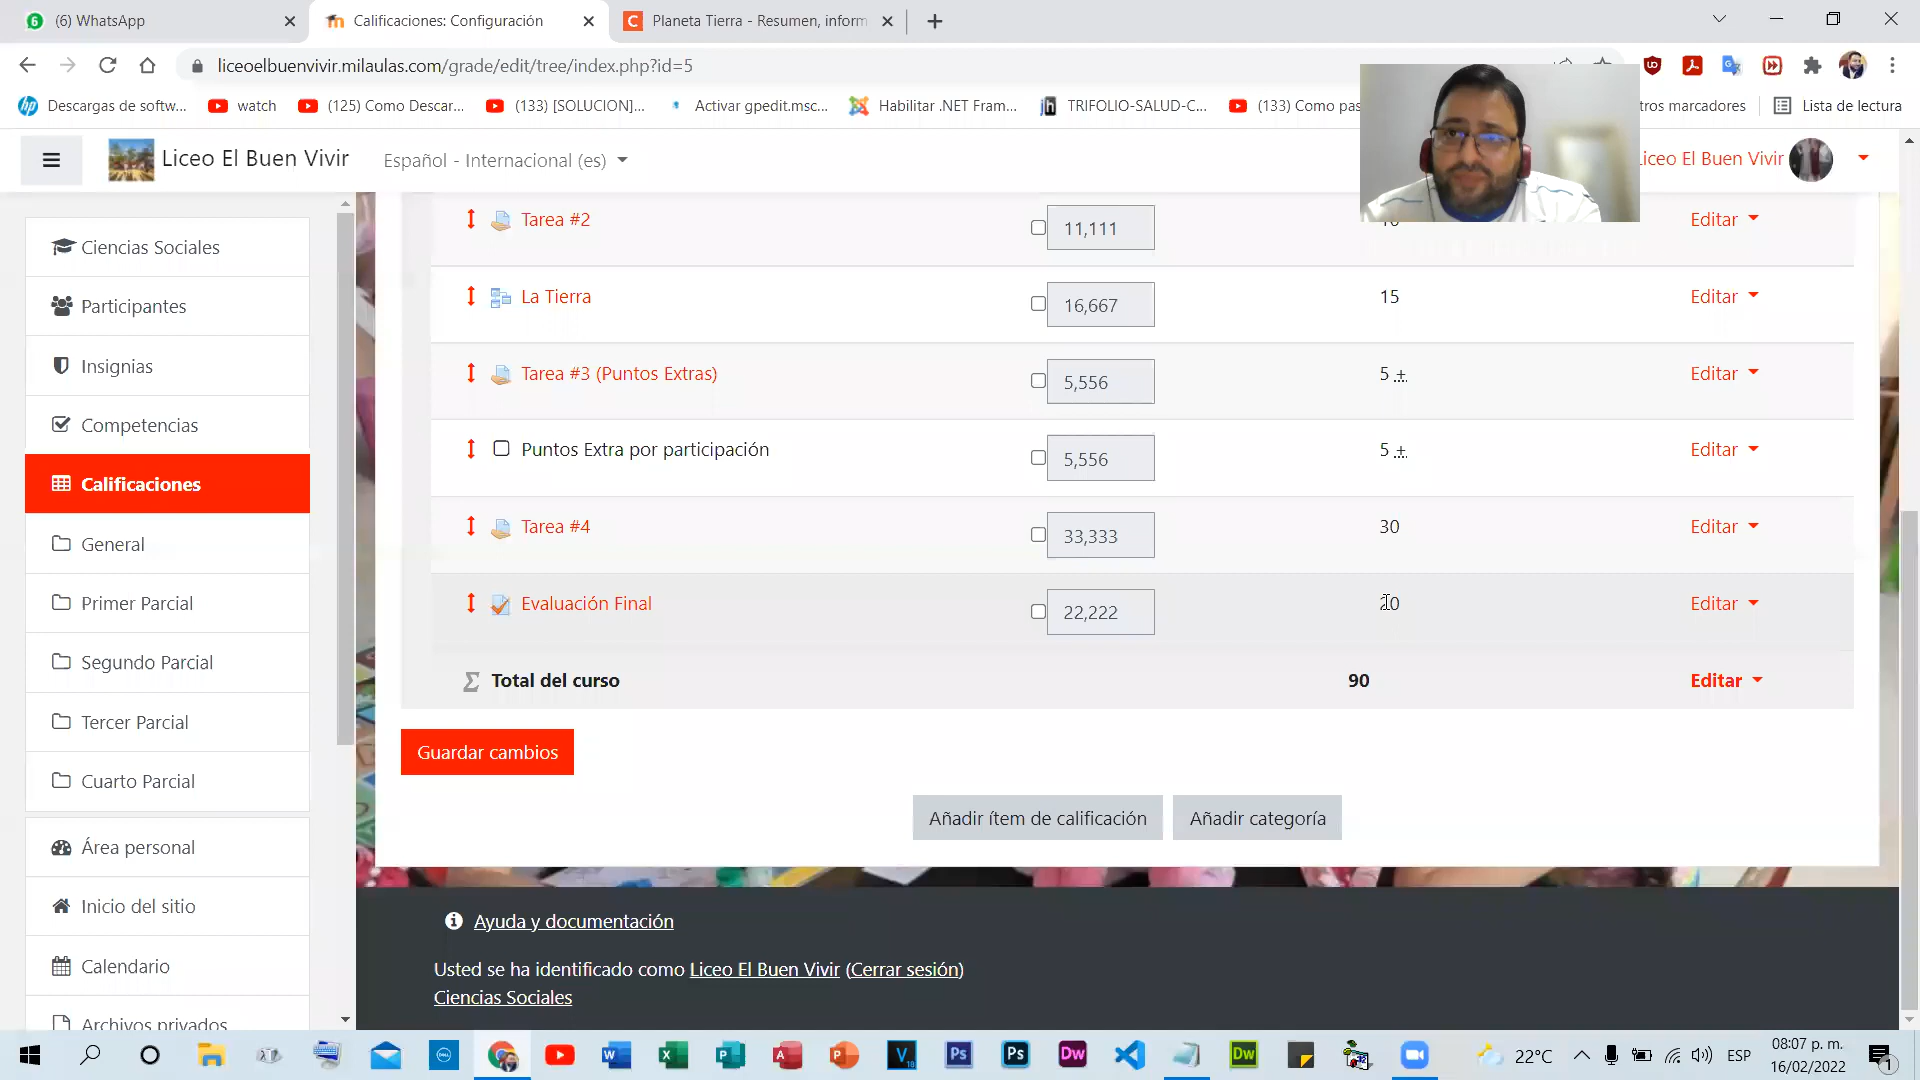 (6) WhatsApp
Calificaciones: Configuración
Planeta Tierra - Resumen, inform
liceoelbuenvivir.milaulas.com/grade/edit/tree/index.php?id=5
Descargas de softw...
watch
(125) Como Descar...
(133) [SOLUCION]...
Activar gpedit.msc...
Habilitar .NET Fram...
TRIFOLIO-SALUD-C...
(133) Como pas
tros marcadores
Lista de lectura
Liceo El Buen Vivir
Español - Internacional (es)
Liceo El Buen Vivir
Ciencias Sociales
Participantes
Insignias
Competencias
Calificaciones
General
Primer Parcial
Segundo Parcial
Tercer Parcial
Cuarto Parcial
Área personal
Inicio del sitio
Calendario
Archivos privados
Tarea #2 11,111 Editar
La Tierra 16,667 15 Editar
Tarea #3 (Puntos Extras) 5,556 5 + Editar
Puntos Extra por participación 5,556 5 + Editar
Tarea #4 33,333 30 Editar
Evaluación Final 22,222 20 Editar
Σ Total del curso 90 Editar
Guardar cambios
Añadir ítem de calificación
Añadir categoría
Ayuda y documentación
Usted se ha identificado como Liceo El Buen Vivir (Cerrar sesión)
Ciencias Sociales
22°C
ESP
08:07 p. m.
16/02/2022